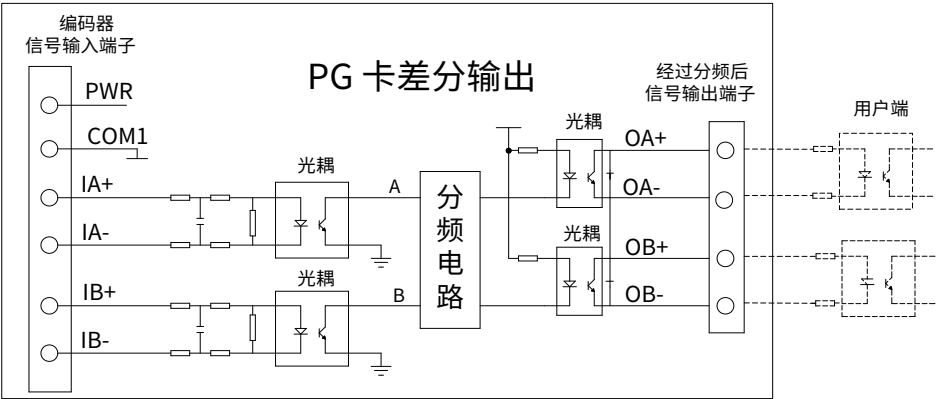 编码器
信号输入端子
PG 卡差分输出
经过分频后
信号输出端子
用户端
PWR
COM1
IA+
IA-
IB+
IB-
光耦
光耦
A
B
分
频
电
路
光耦
光耦
OA+
OA-
OB+
OB-